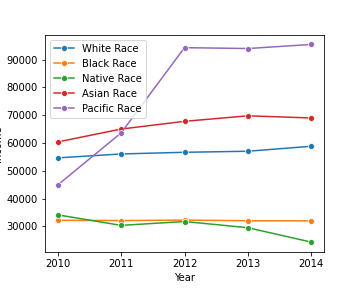 White Race
Black Race
Native Race
Asian Race
Pacific Race
90000
80000
70000
60000
50000
40000
30000
2010
2011
2012
2013
2014
Year